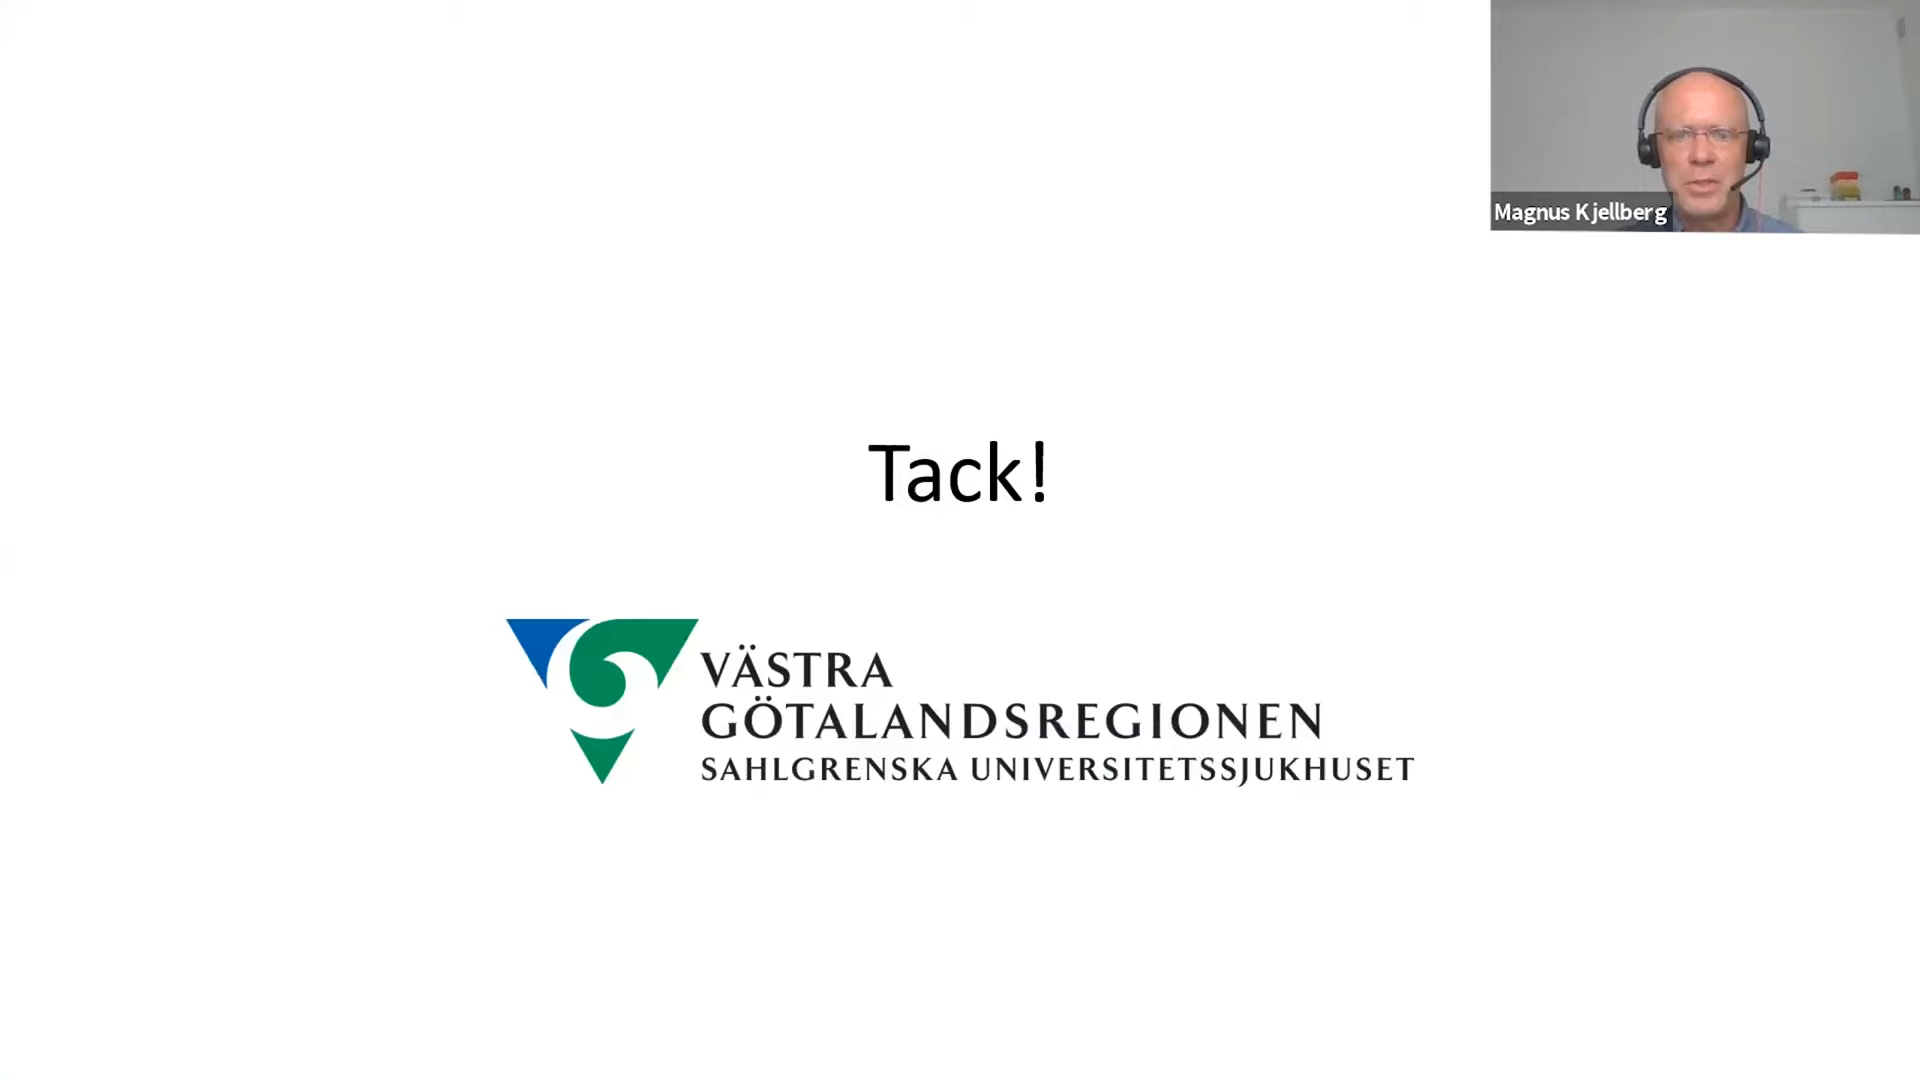 Magnus Kjellberg
Tack!
VÄSTRA
GÖTALANDSREGIONEN
SAHLGRENSKA UNIVERSITETSSJUKHUSET